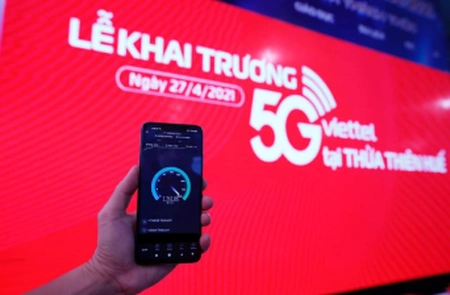 LỄ KHAI TRƯƠNG
Ngày 27/4/2021
5G
viettel
tại THỪA THIÊN HUẾ